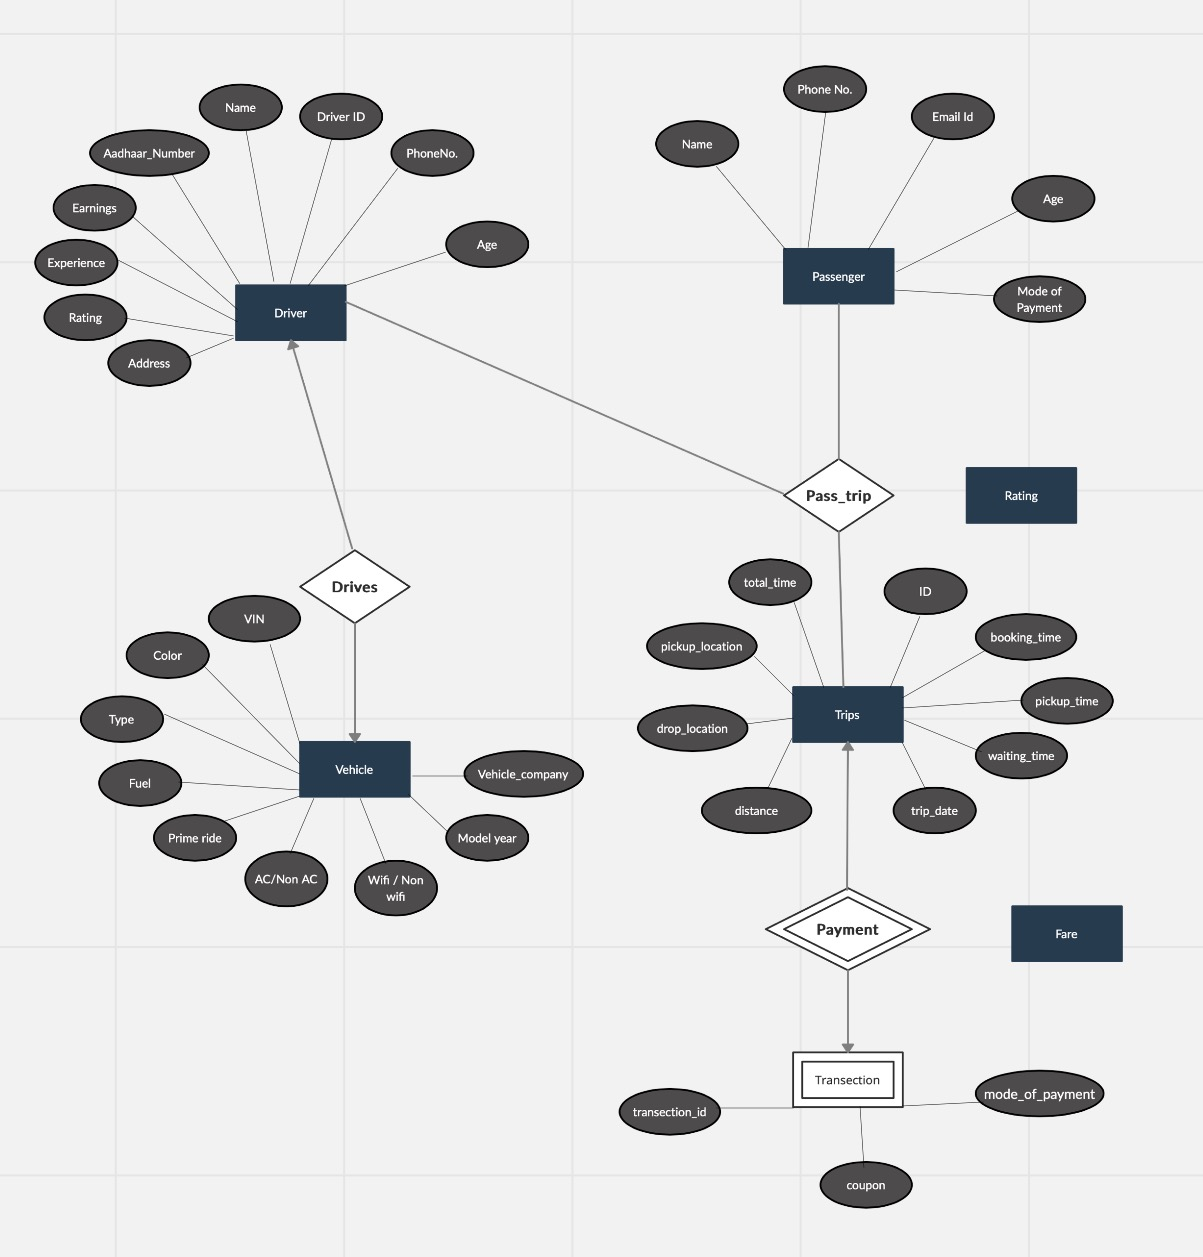 Phone No.
Name
Driver ID
Email Id
Name
Aadhaar_Number
PhoneNo.
Age
Earnings
Age
Experience
Passenger
Mode of
Payment
Rating
Driver
Address
Pass_trip
Rating
total_time
ID
Drives
VIN
booking_time
pickup_location
Color
pickup_time
Type
Trips
drop_location
waiting_time
Vehicle
Vehicle_company
Fuel
distance
trip_date
Prime ride
Model year
AC/Non AC
Wifi / Non
wifi
Payment
Fare
Transection
mode_of_payment
transection_id
coupon